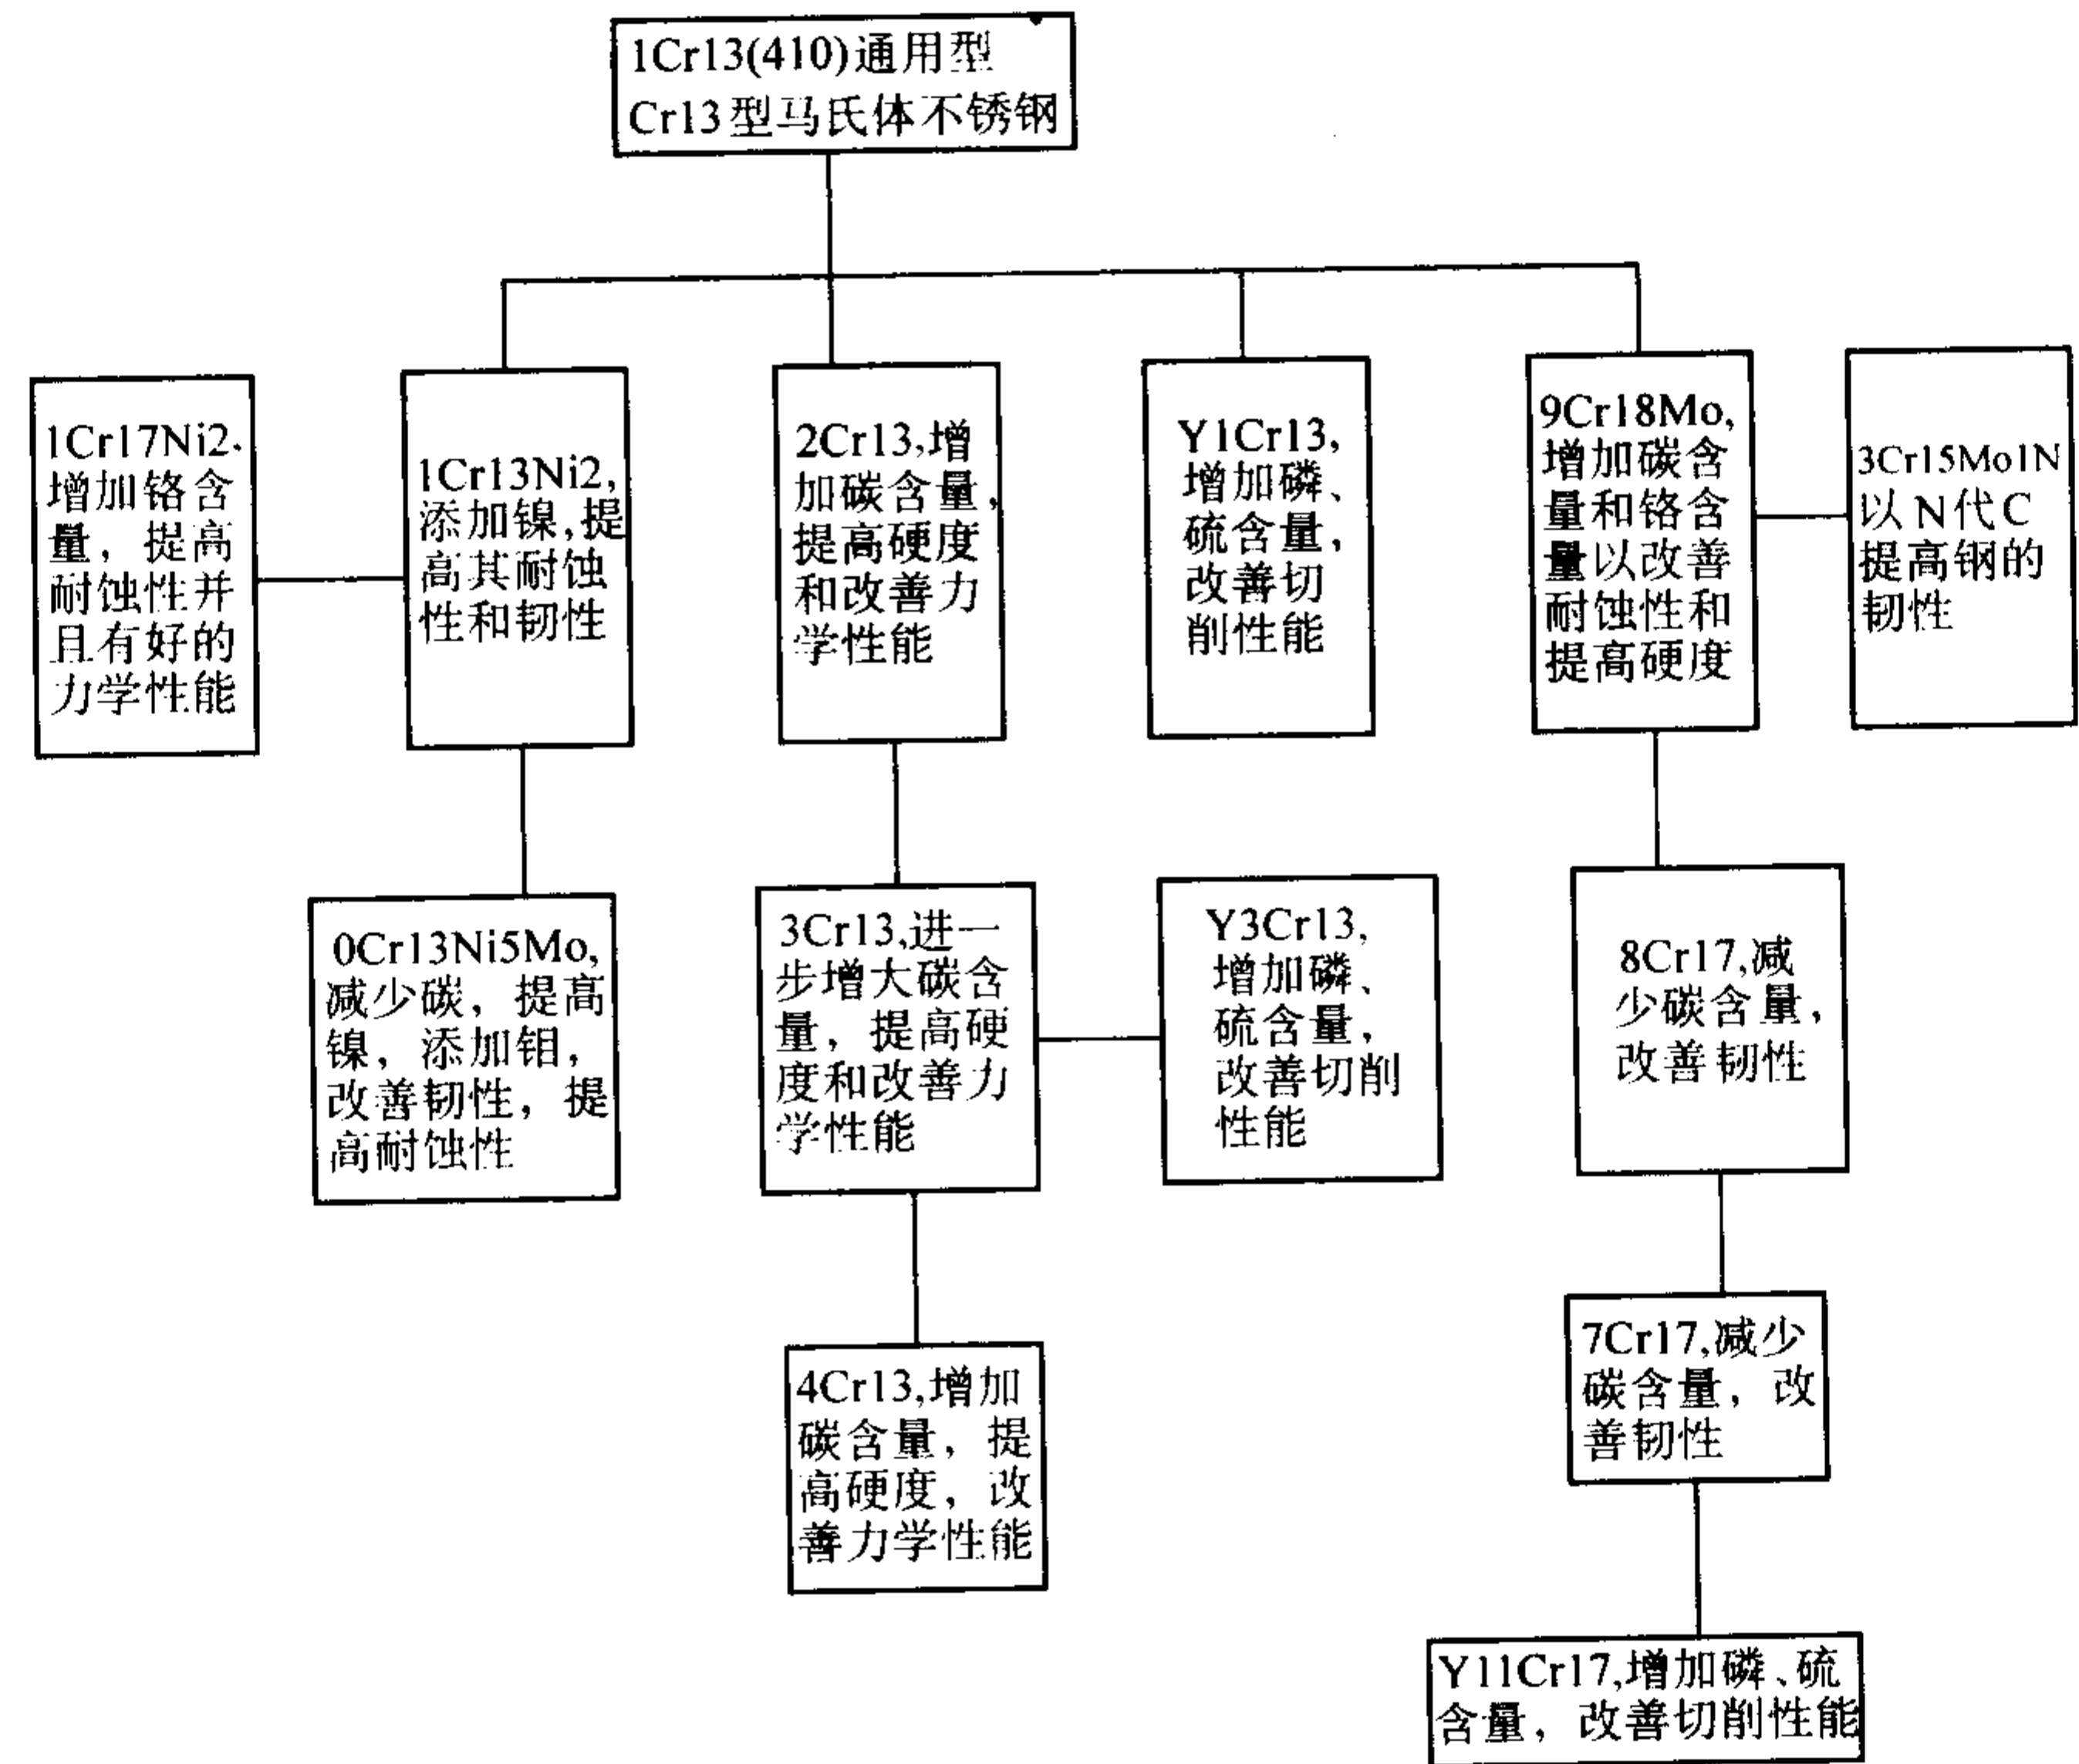 1Cr13(410)通用型
Cr13型马氏体不锈钢
1Cr17Ni2.
增加铬含
量，提高
耐蚀性并
且有好的
力学性能
1Cr13Ni2,
添加镍,提
高其耐蚀
性和韧性
2Cr13,增
加碳含量,
提高硬度
和改善力
学性能
Y1Cr13,
增加磷、
硫含量，
改善切
削性能
9Cr18Mo,
增加碳含
量和铬含
量以改善
耐蚀性和
提高硬度
3Cr15Mo1N
以N代C
提高钢的
韧性
0Cr13Ni5Mo,
减少碳，提高
镍，添加钼，
改善韧性，提
高耐蚀性
3Cr13,进一
步增大碳含
量，提高硬
度和改善力
学性能
Y3Cr13,
增加磷、
硫含量，
改善切削
性能
8Cr17,减
少碳含量，
改善韧性
4Cr13,增加
碳含量，提
高硬度，改
善力学性能
7Cr17,减少
碳含量，改
善韧性
Y11Cr17,增加磷、硫
含量，改善切削性能